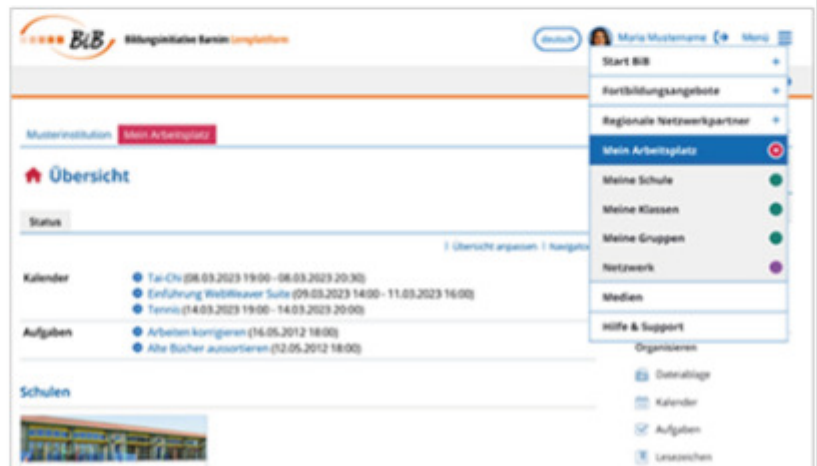 BiB Bildungsinitiative Barnim Lernplattform
deutsch
Maria Mustername
Menü
Start BiB +
Fortbildungsangebote +
Regionale Netzwerkpartner +
Mein Arbeitsplatz
Meine Schule
Meine Klassen
Meine Gruppen
Netzwerk
Medien
Hilfe & Support
Musterinstitution Mein Arbeitsplatz
Übersicht
Status
| Übersicht anpassen |
Kalender
Tai-Chi (08.03.2023 19:00 - 08.03.2023 20:30)
Einführung WebWeaver Suite (09.03.2023 14:00 - 11.03.2023 16:00)
Tennis (14.03.2023 19:00 - 14.03.2023 20:00)
Aufgaben
Arbeiten korrigieren (16.05.2012 18:00)
Alte Bücher aussortieren (12.05.2012 18:00)
Schulen
Organisieren
Dateiablage
Kalender
Aufgaben
Lesezeichen